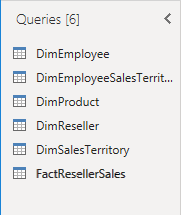 Queries [6]
DimEmployee
DimEmployeeSalesTerrit...
DimProduct
DimReseller
DimSalesTerritory
FactResellerSales